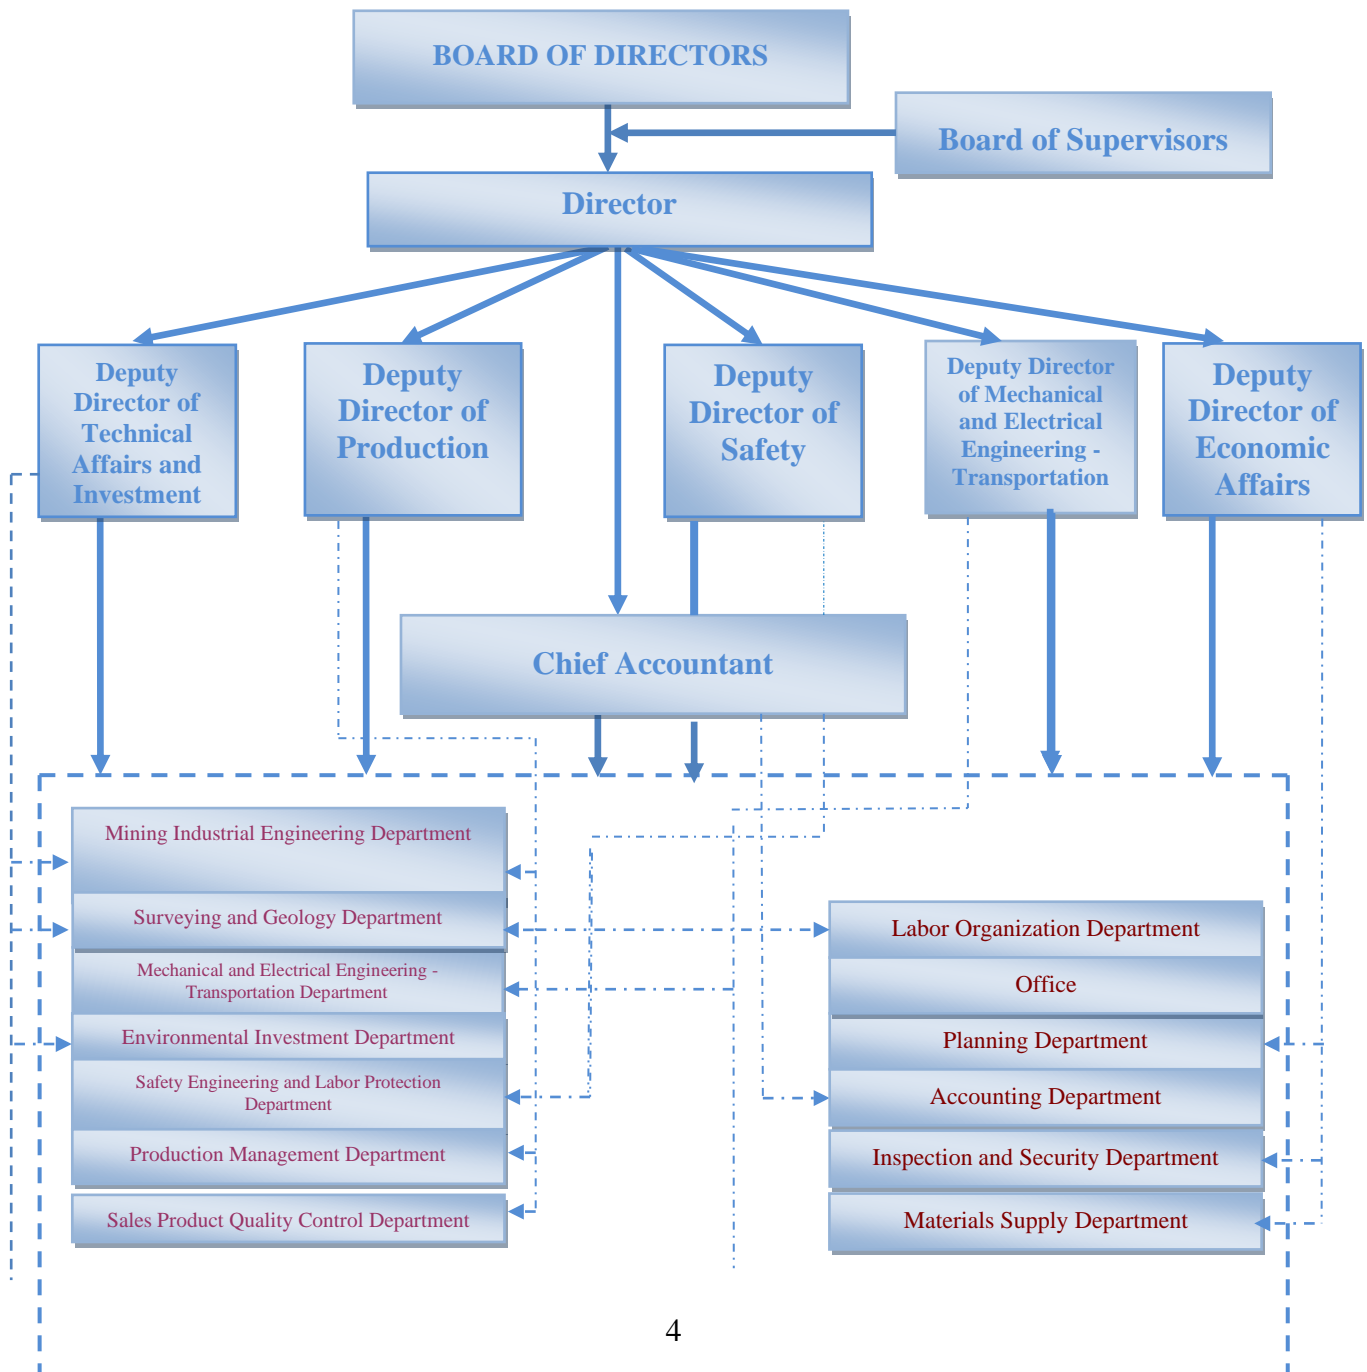 BOARD OF DIRECTORS
Board of Supervisors
Director
Deputy
Director of
Technical
Affairs and
Investment
Deputy
Director of
Production
Deputy
Director of
Safety
Deputy Director
of Mechanical
and Electrical
Engineering -
Transportation
Deputy
Director of
Economic
Affairs
Chief Accountant
Mining Industrial Engineering Department
Surveying and Geology Department
Mechanical and Electrical Engineering -
Transportation Department
Environmental Investment Department
Safety Engineering and Labor Protection
Department
Production Management Department
Sales Product Quality Control Department
Labor Organization Department
Office
Planning Department
Accounting Department
Inspection and Security Department
Materials Supply Department
4